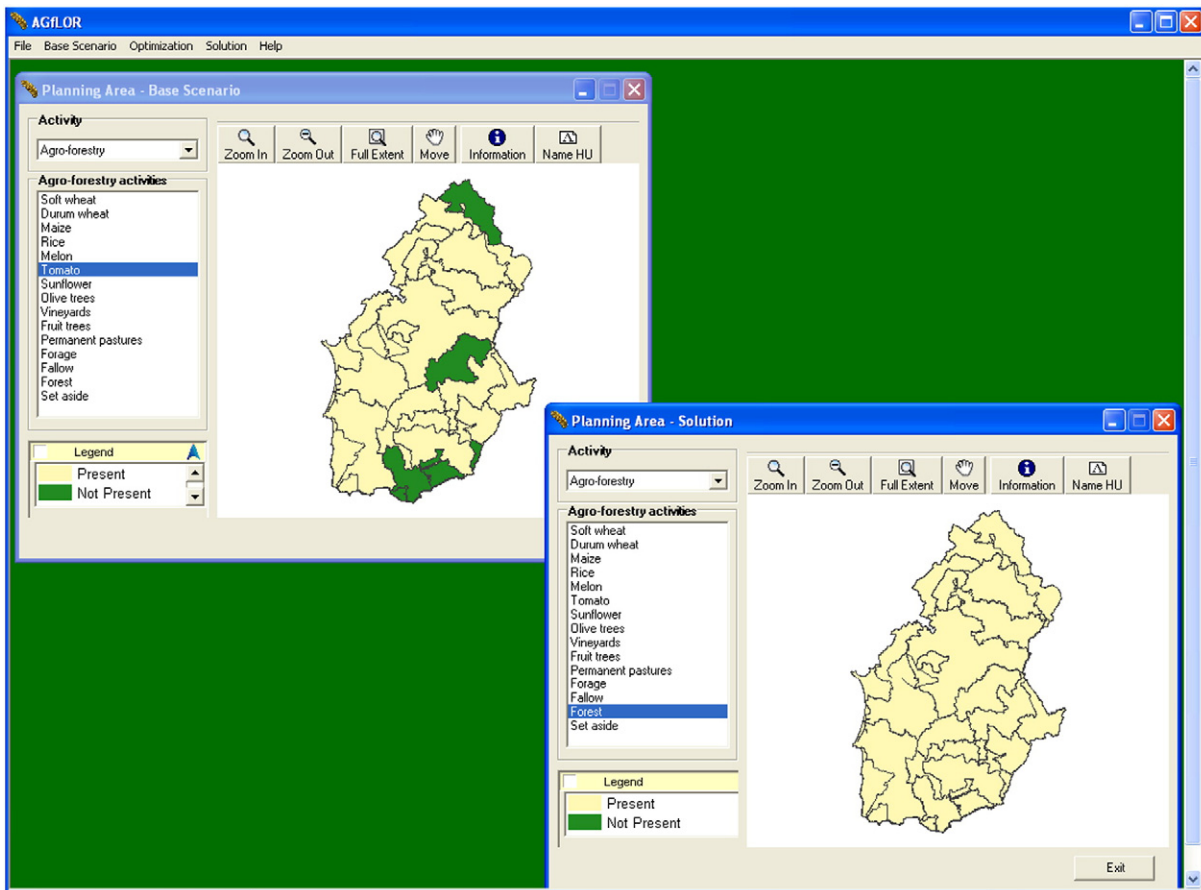 AGfLOR
File Base Scenario Optimization Solution Help
Planning Area - Base Scenario
Activity
Agro-forestry
Zoom In Zoom Out Full Extent Move Information Name HU
Agro-forestry activities
Soft wheat
Durum wheat
Maize
Rice
Melon
Tomato
Sunflower
Olive trees
Vineyards
Fruit trees
Permanent pastures
Forage
Fallow
Forest
Set aside
Legend
Present
Not Present
Planning Area - Solution
Activity
Agro-forestry
Zoom In Zoom Out Full Extent Move Information Name HU
Agro-forestry activities
Soft wheat
Durum wheat
Maize
Rice
Melon
Tomato
Sunflower
Olive trees
Vineyards
Fruit trees
Permanent pastures
Forage
Fallow
Forest
Set aside
Legend
Present
Not Present
Exit